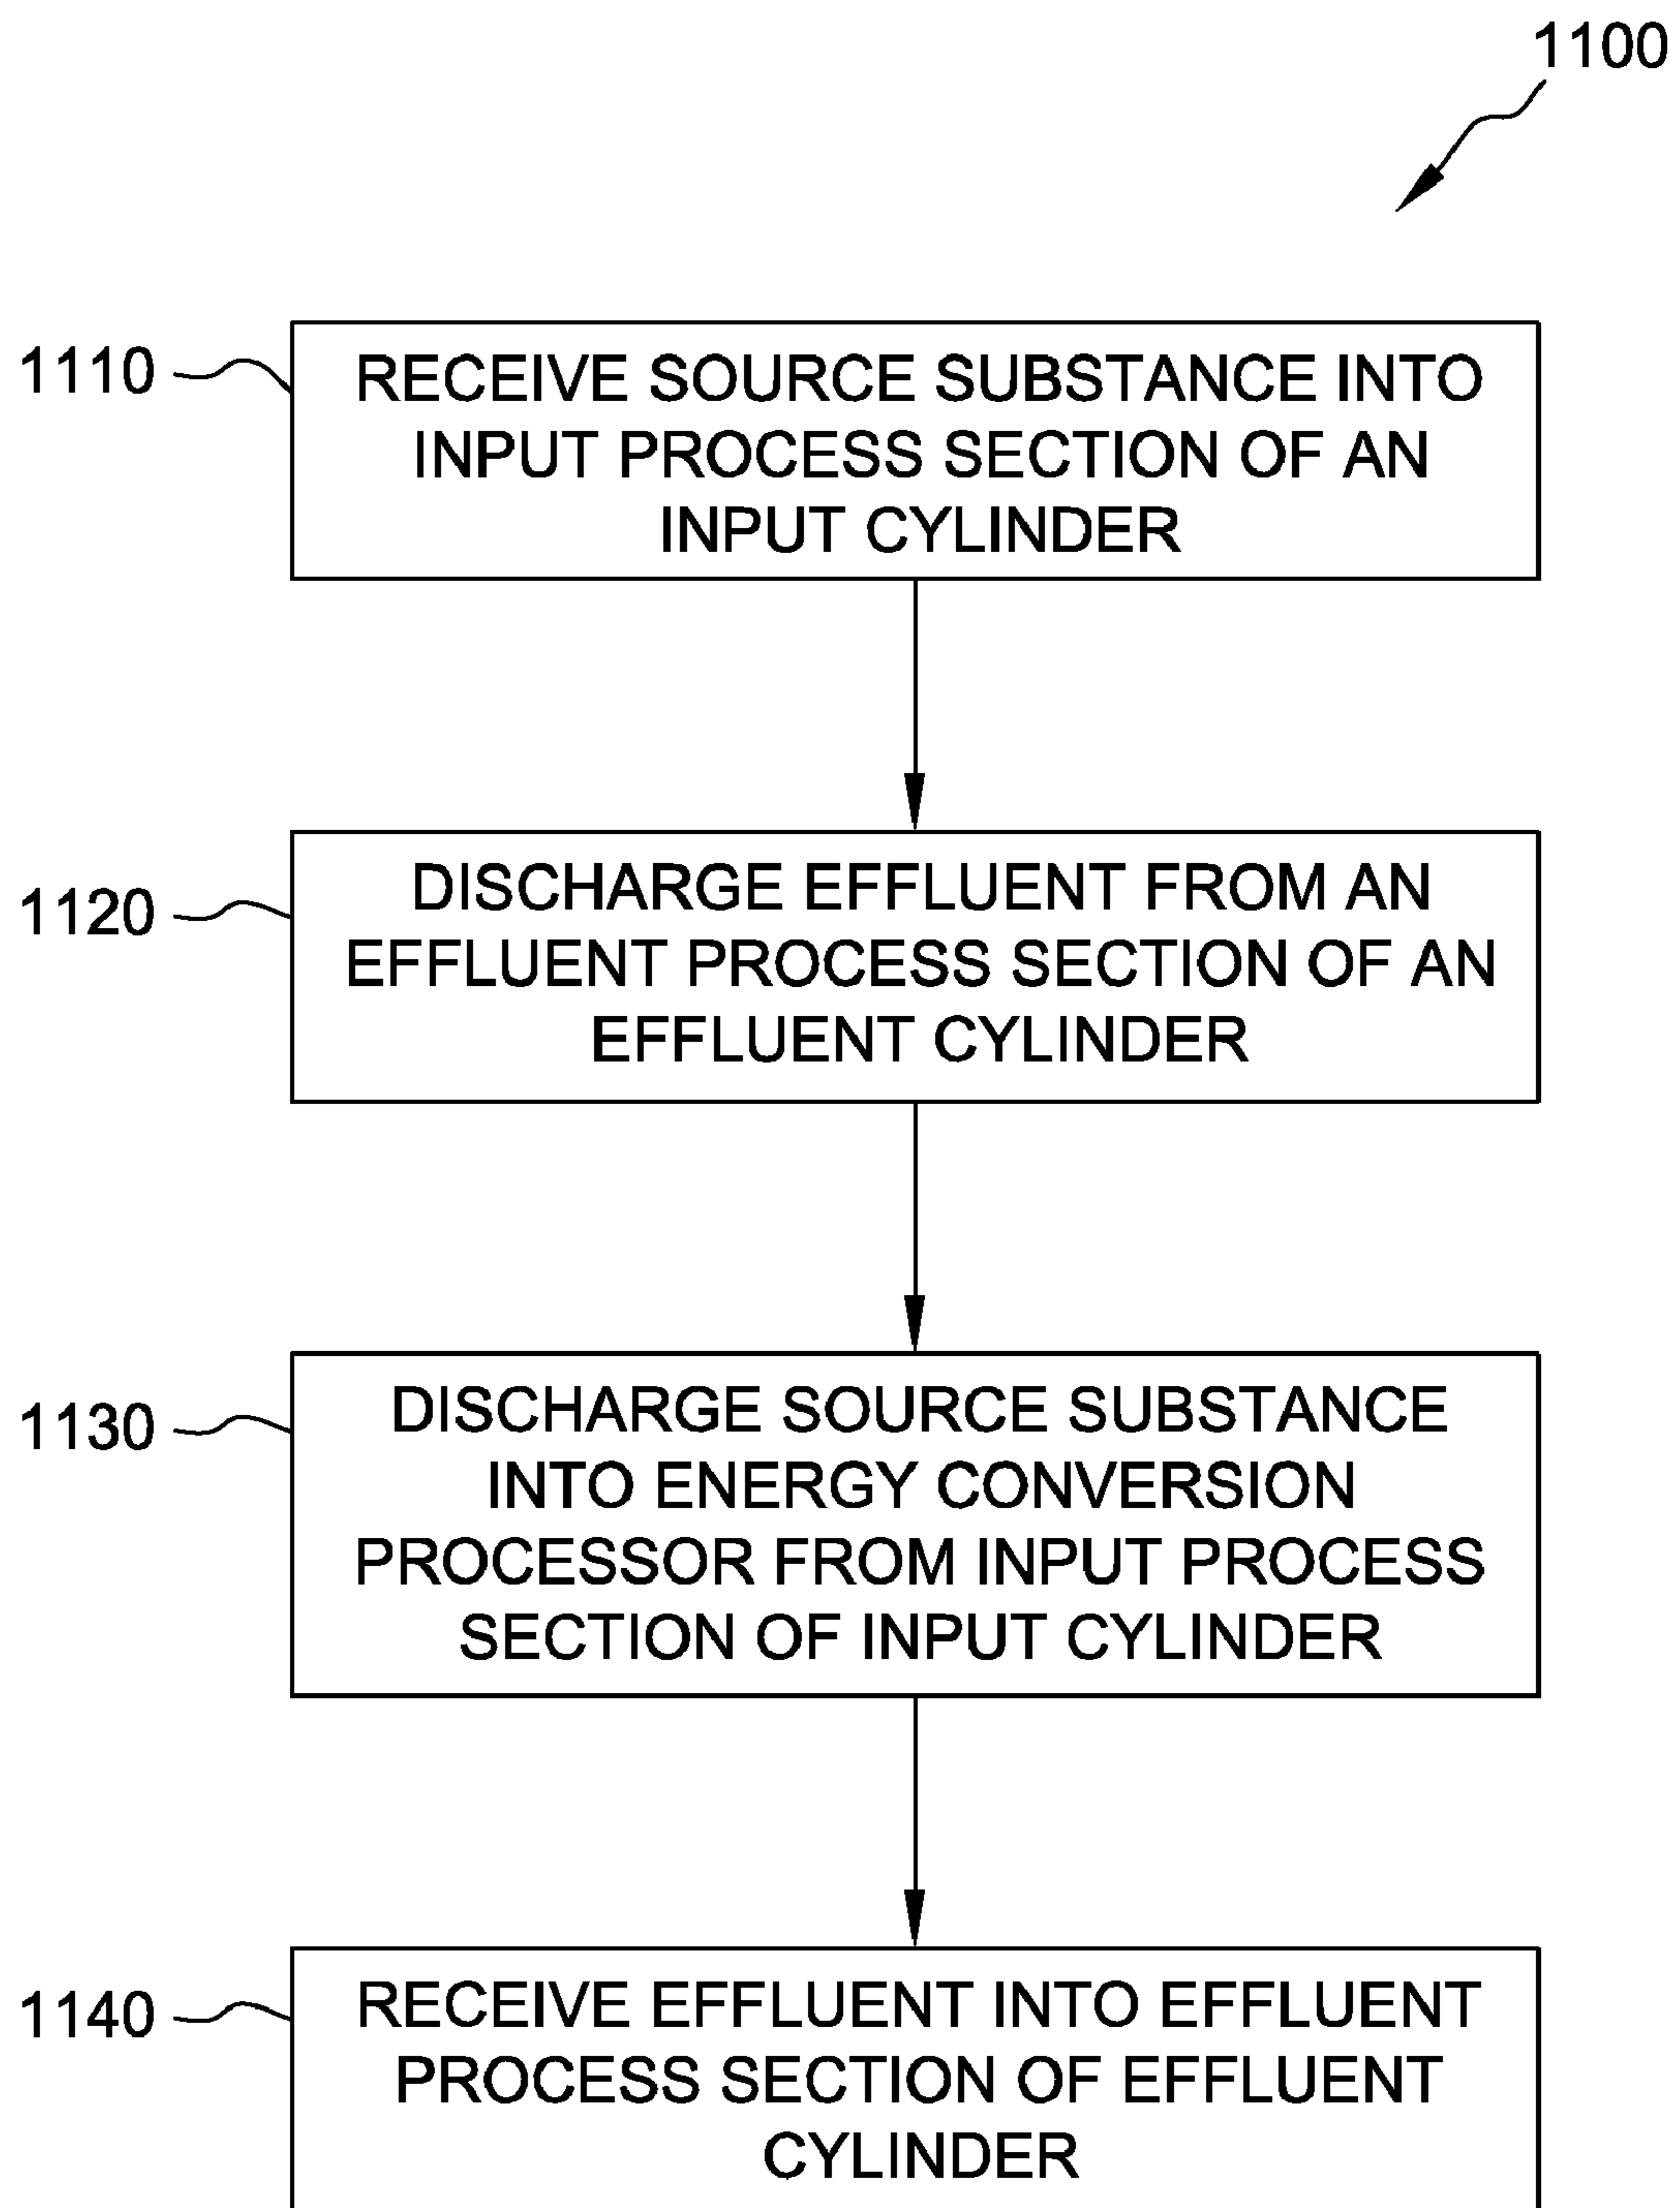 1100
1110
RECEIVE SOURCE SUBSTANCE INTO
INPUT PROCESS SECTION OF AN
INPUT CYLINDER
1120
DISCHARGE EFFLUENT FROM AN
EFFLUENT PROCESS SECTION OF AN
EFFLUENT CYLINDER
1130
DISCHARGE SOURCE SUBSTANCE
INTO ENERGY CONVERSION
PROCESSOR FROM INPUT PROCESS
SECTION OF INPUT CYLINDER
1140
RECEIVE EFFLUENT INTO EFFLUENT
PROCESS SECTION OF EFFLUENT
CYLINDER